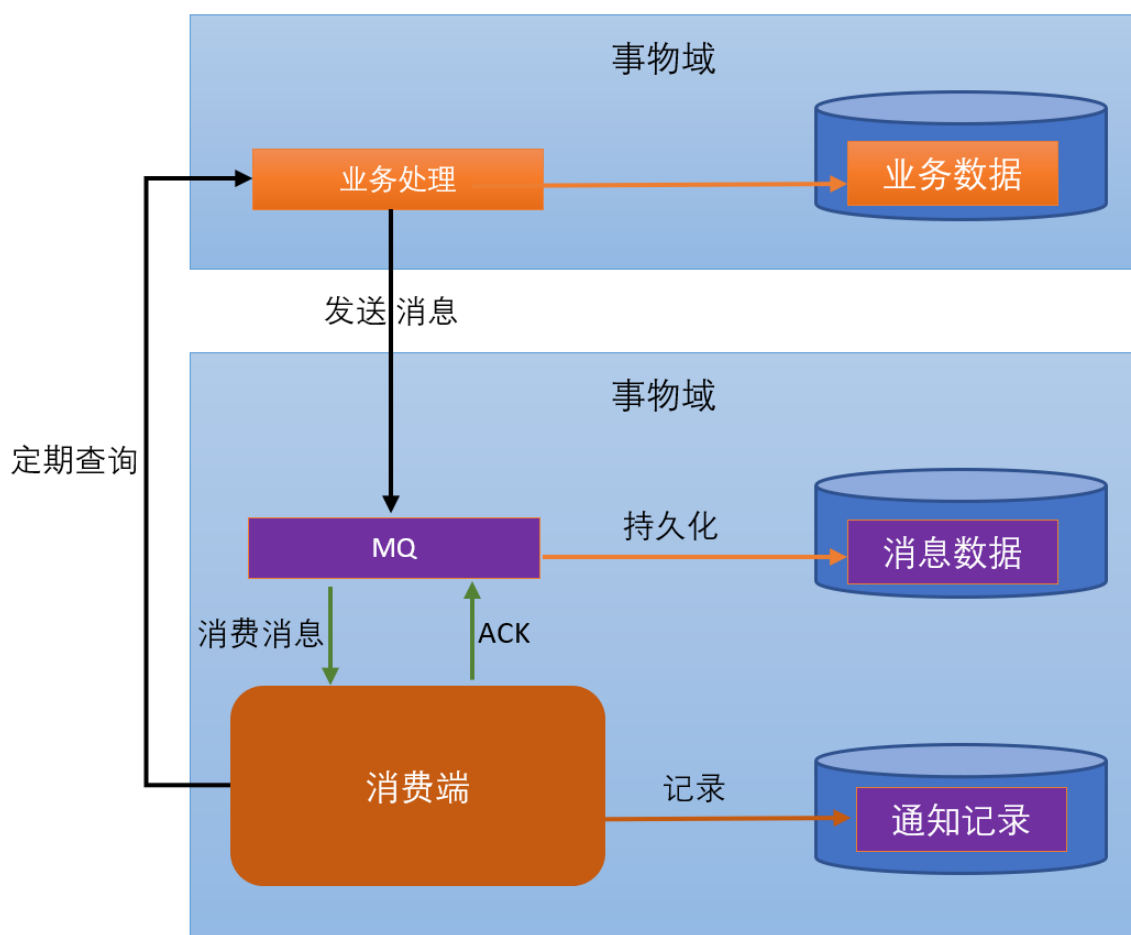 事物域
业务处理
业务数据
发送 消息
事物域
定期查询
MQ
持久化
消息数据
消费消息
ACK
消费端
记录
通知记录